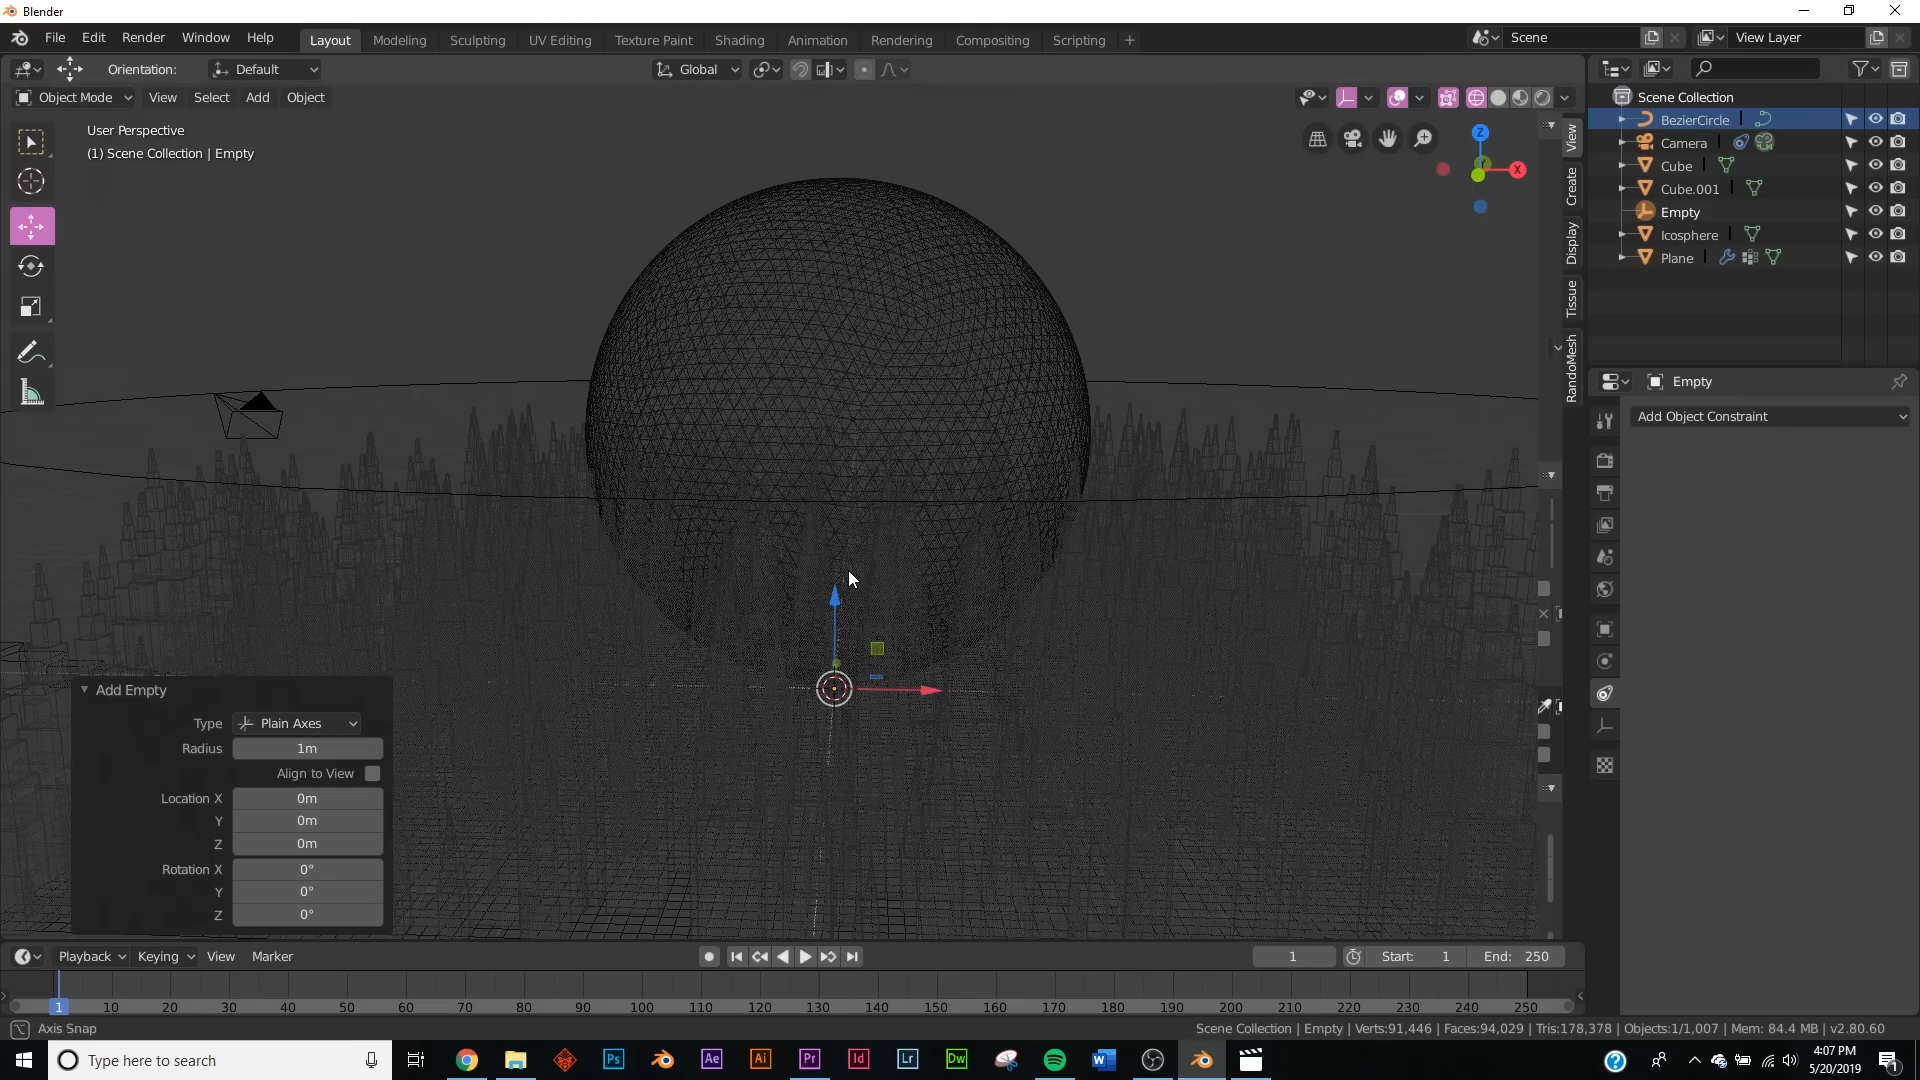 Blender
File Edit Render Window Help Layout Modeling Sculpting UV Editing Texture Paint Shading Animation Rendering Compositing Scripting + Scene View Layer
Orientation: Default Global
Object Mode View Select Add Object
User Perspective
(1) Scene Collection | Empty
Z
X
View
Create
Display
Tissue
RandoMesh
Scene Collection
BezierCircle
Camera
Cube
Cube.001
Empty
Icosphere
Plane
Empty
Add Object Constraint
Add Empty
Type Plain Axes
Radius 1m
Align to View
Location X 0m
Y 0m
Z 0m
Rotation X 0°
Y 0°
Z 0°
Playback Keying View Marker 1 Start: 1 End: 250
1 10 20 30 40 50 60 70 80 90 100 110 120 130 140 150 160 170 180 190 200 210 220 230 240 250
Axis Snap Scene Collection | Empty | Verts:91,446 | Faces:94,029 | Tris:178,378 | Objects:1/1,007 | Mem: 84.4 MB | v2.80.60
Type here to search Ps Ae Ai Pr Id Lr Dw W ? 4:07 PM
5/20/2019 1